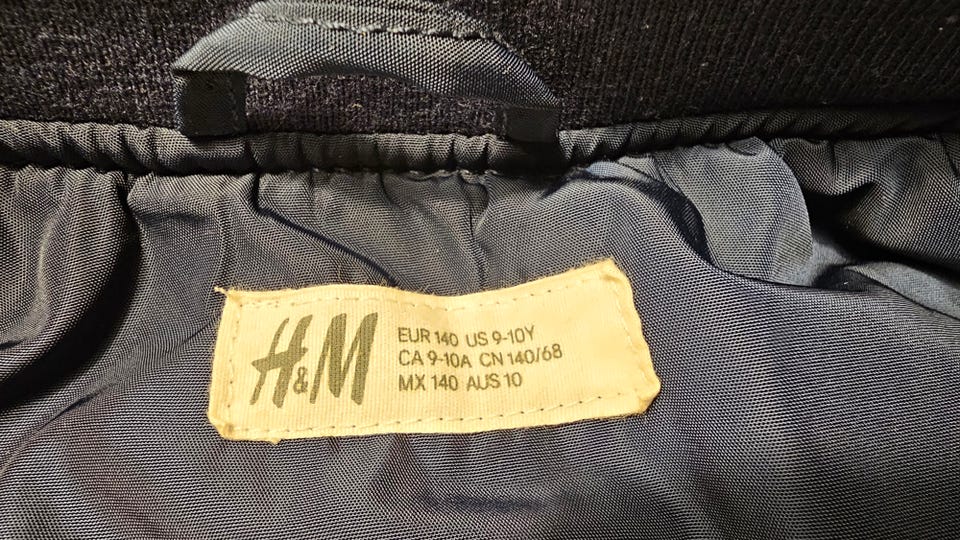 H&M
EUR 140 US 9-10Y
CA 9-10A CN 140/68
MX 140 AUS 10